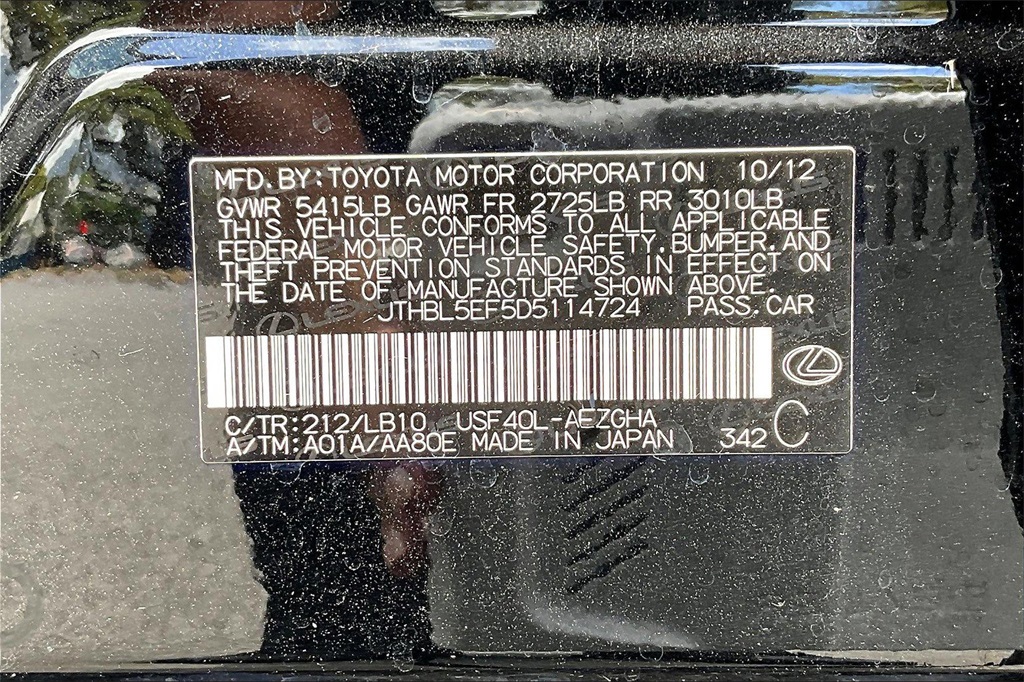 MFD.BY:TOYOTA MOTOR CORPORATION 10/12
GVWR 5415LB GAWR FR 2725LB RR 3010LB
THIS VEHICLE CONFORMS TO ALL APPLICABLE
FEDERAL MOTOR VEHICLE SAFETY,BUMPER,AND
THEFT PREVENTION STANDARDS IN EFFECT ON
THE DATE OF MANUFACTURE SHOWN ABOVE.
JTHBL5EF5D5114724 PASS.CAR
C/TR:212/LB10 USF40L-AEZGHA
A/TM:A01A/AA80E MADE IN JAPAN 342 C